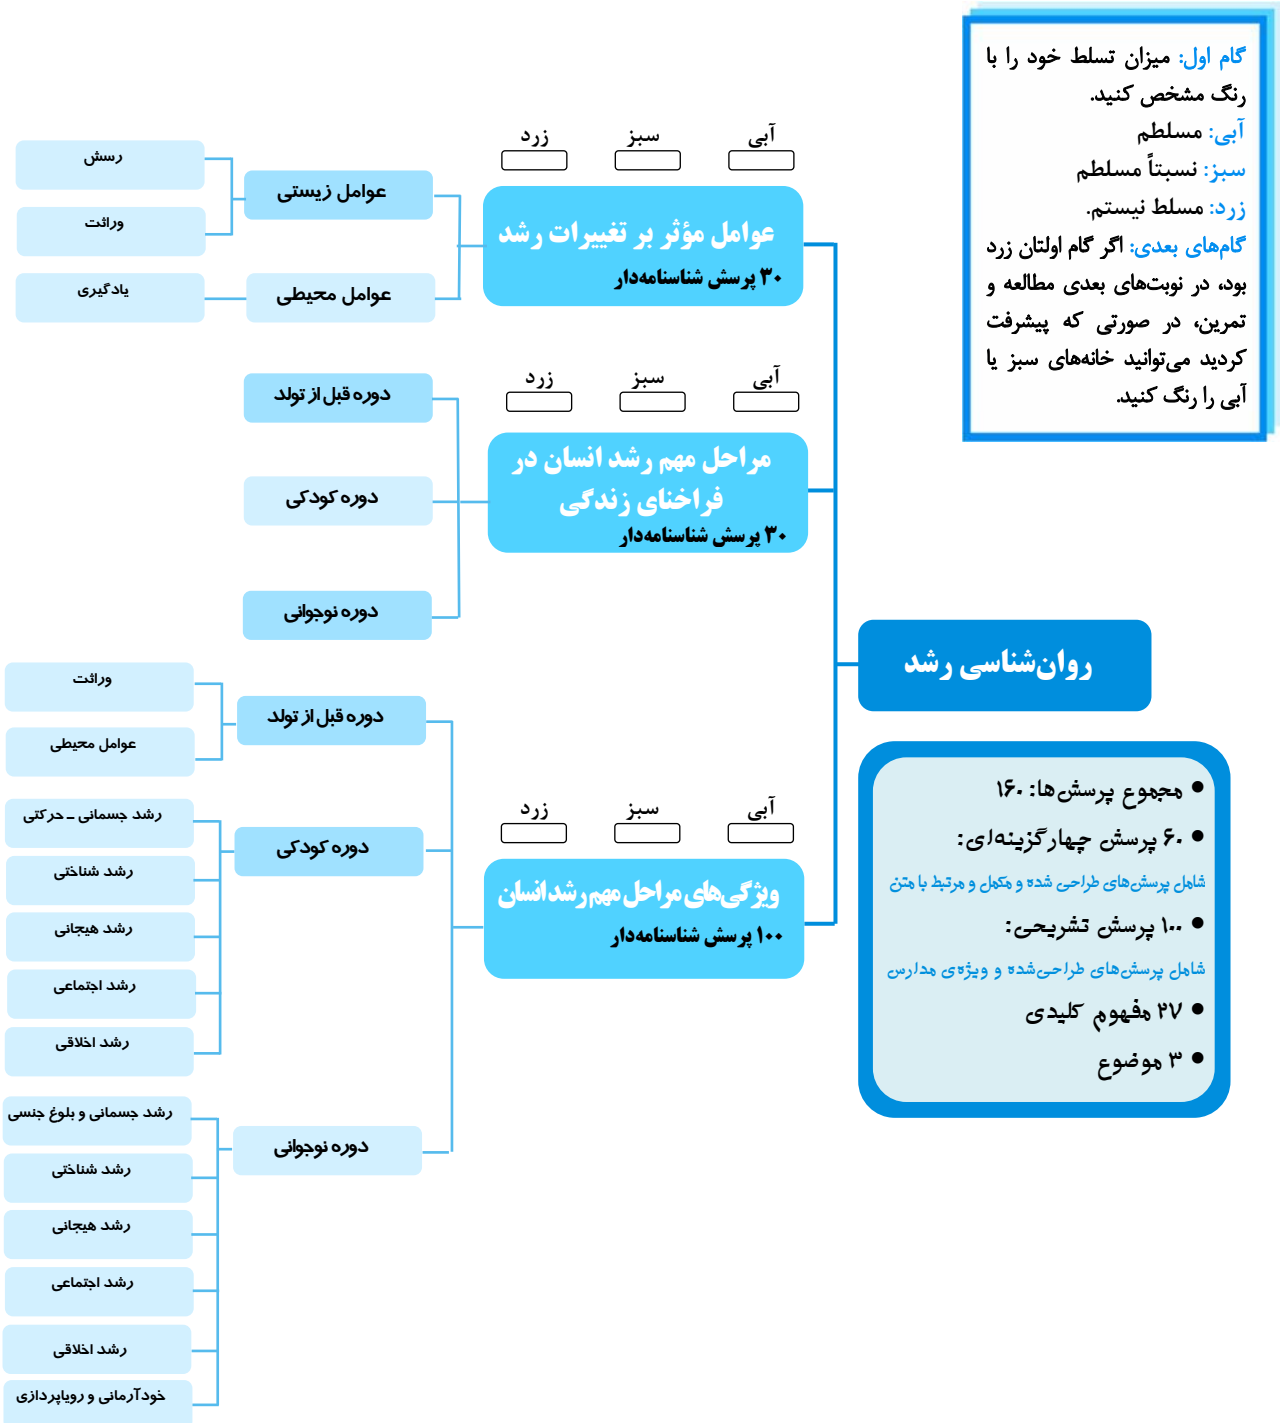 گام اول: میزان تسلط خود را با
رنگ مشخص کنید.
آبی: مسلطم
سبز: نسبتاً مسلطم
زرد: مسلط نیستم.
گام‌های بعدی: اگر گام اولتان زرد
بود، در نوبت‌های بعدی مطالعه و
تمرین، در صورتی که پیشرفت
کردید می‌توانید خانه‌های سبز یا
آبی را رنگ کنید.
روان‌شناسی رشد
• مجموع پرسش‌ها: ۱۶۰
• ۶۰ پرسش چهارگزینه‌ای:
شامل پرسش‌های طراحی شده و مکمل و مرتبط با متن
• ۱۰۰ پرسش تشریحی:
شامل پرسش‌های طراحی‌شده و ویژه‌ی مدارس
• ۲۷ مفهوم کلیدی
• ۳ موضوع
آبی سبز زرد
عوامل مؤثر بر تغییرات رشد
۳۰ پرسش شناسنامه‌دار
عوامل زیستی
رسش
وراثت
عوامل محیطی
یادگیری
آبی سبز زرد
مراحل مهم رشد انسان در
فراخنای زندگی
۳۰ پرسش شناسنامه‌دار
دوره قبل از تولد
دوره کودکی
دوره نوجوانی
آبی سبز زرد
ویژگی‌های مراحل مهم رشد انسان
۱۰۰ پرسش شناسنامه‌دار
دوره قبل از تولد
وراثت
عوامل محیطی
دوره کودکی
رشد جسمانی ـ حرکتی
رشد شناختی
رشد هیجانی
رشد اجتماعی
رشد اخلاقی
دوره نوجوانی
رشد جسمانی و بلوغ جنسی
رشد شناختی
رشد هیجانی
رشد اجتماعی
رشد اخلاقی
خودآرمانی و رویاپردازی